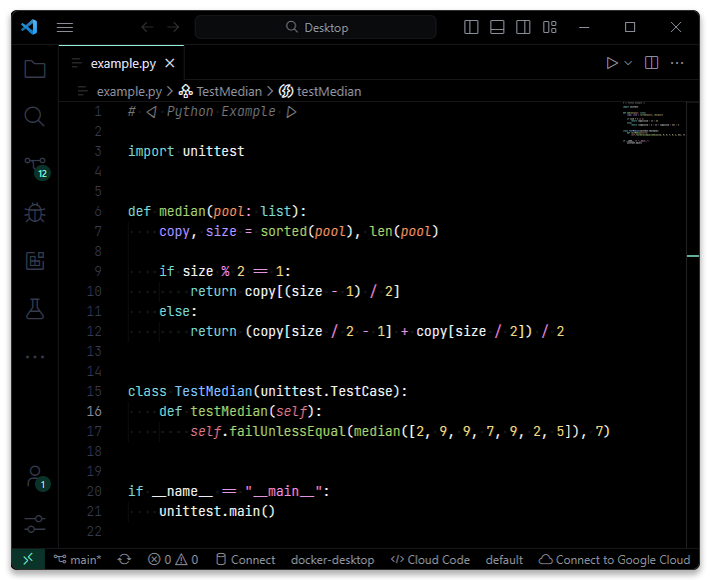 Desktop
example.py
example.py > TestMedian > testMedian
1 # ◁ Python Example ▷
2
3 import unittest
4
5
6 def median(pool: list):
7     copy, size = sorted(pool), len(pool)
8
9     if size % 2 == 1:
10         return copy[(size - 1) / 2]
11     else:
12         return (copy[size / 2 - 1] + copy[size / 2]) / 2
13
14
15 class TestMedian(unittest.TestCase):
16     def testMedian(self):
17         self.failUnlessEqual(median([2, 9, 9, 7, 9, 2, 5]), 7)
18
19
20 if __name__ == "__main__":
21     unittest.main()
22
12
1
main* 0 0 Connect docker-desktop Cloud Code default Connect to Google Cloud